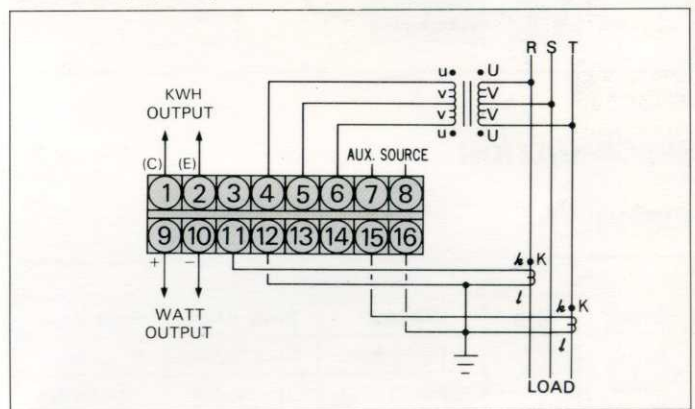 R S T
u U
v V
v V
u U
KWH
OUTPUT
AUX. SOURCE
(C) (E)
1 2 3 4 5 6 7 8
9 10 11 12 13 14 15 16
+ −
WATT
OUTPUT
k K
l
k K
l
LOAD